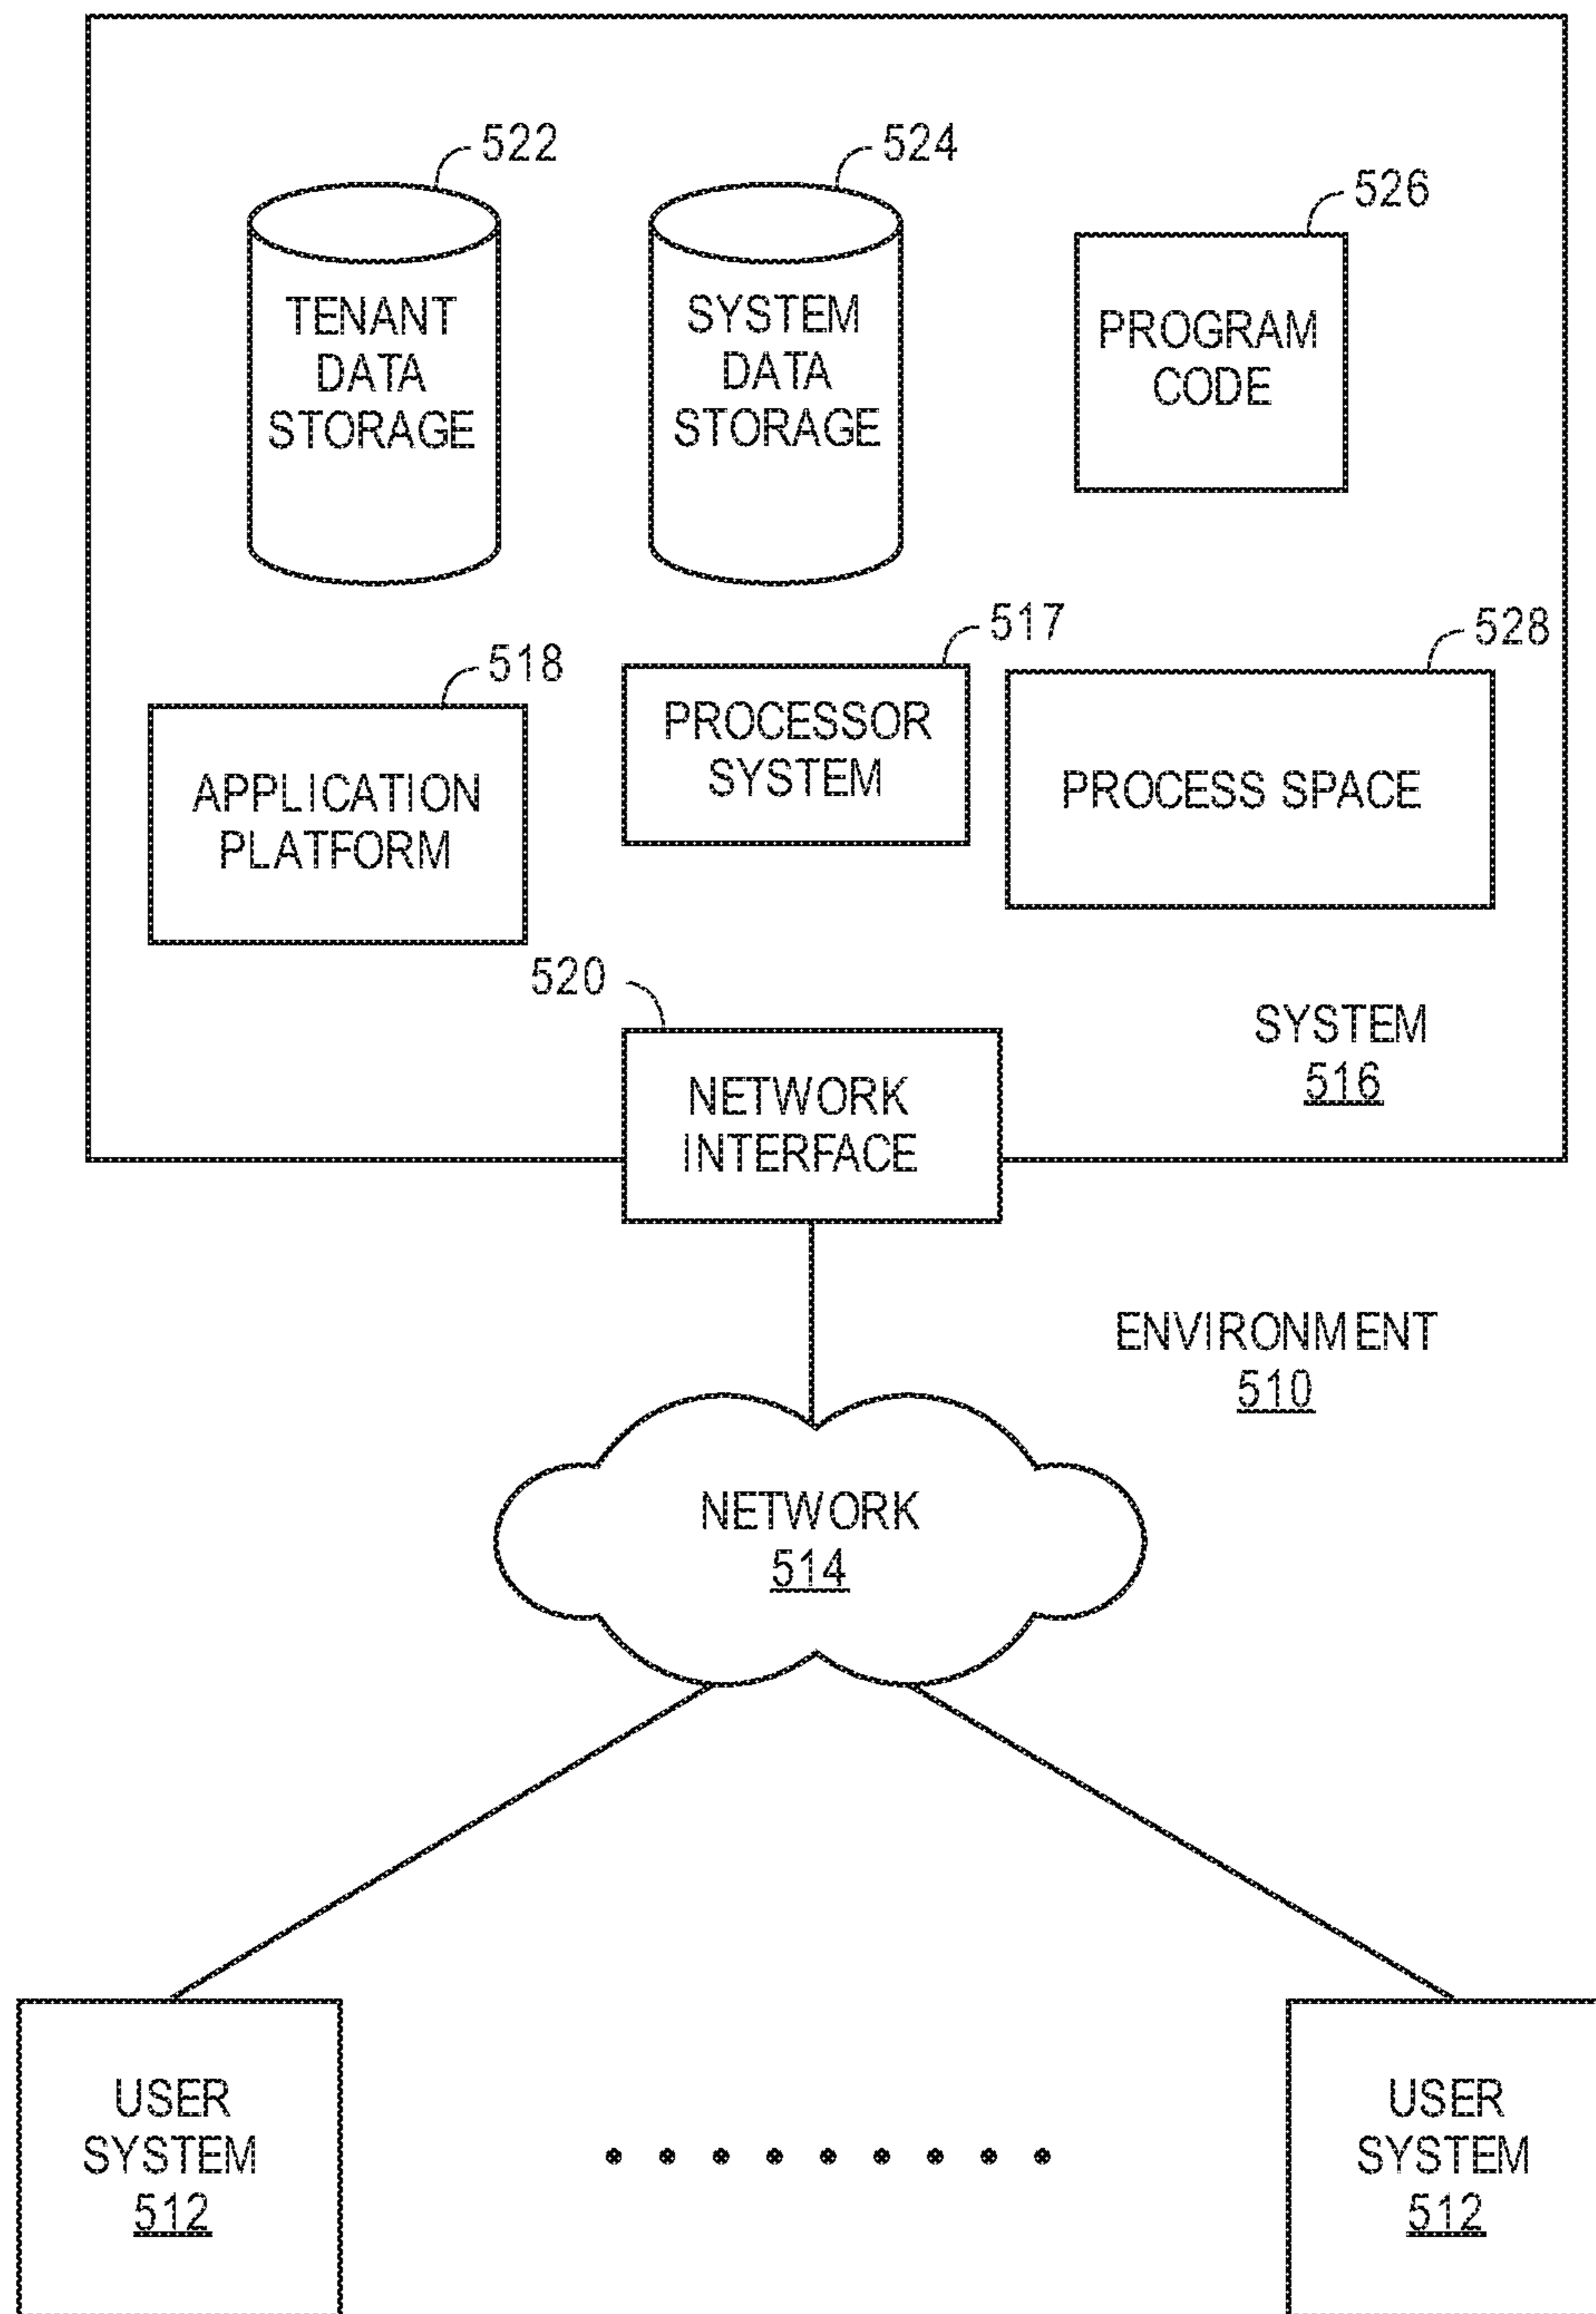 522
524
526
TENANT
DATA
STORAGE
SYSTEM
DATA
STORAGE
PROGRAM
CODE
518
517
528
APPLICATION
PLATFORM
PROCESSOR
SYSTEM
PROCESS SPACE
520
NETWORK
INTERFACE
SYSTEM
516
ENVIRONMENT
510
NETWORK
514
USER
SYSTEM
512
USER
SYSTEM
512